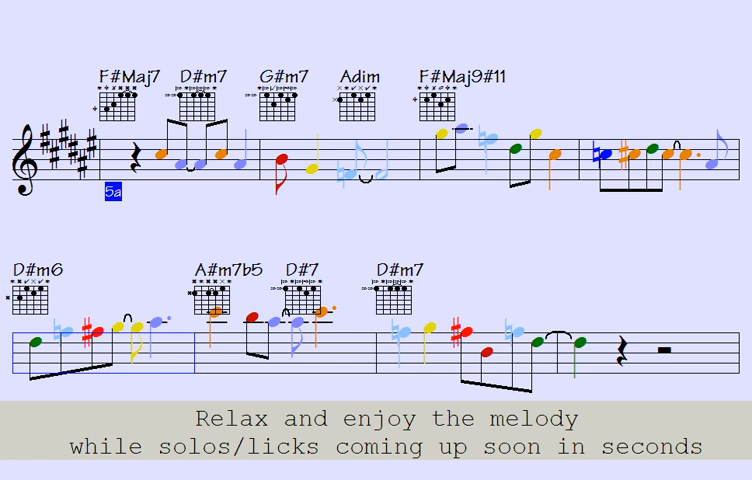 F#Maj7 D#m7 G#m7 Adim F#Maj9#11
5a
D#m6 A#m7b5 D#7 D#m7
Relax and enjoy the melody
while solos/licks coming up soon in seconds